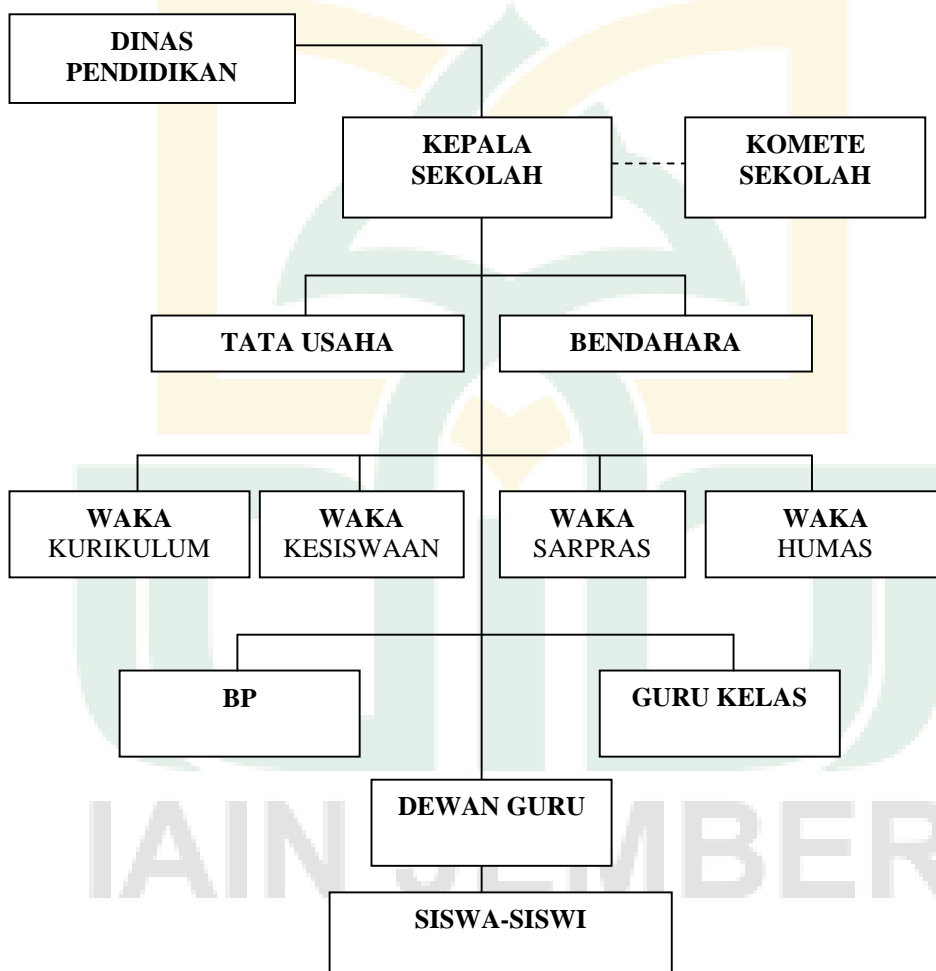 DINAS
PENDIDIKAN
KEPALA
SEKOLAH
KOMETE
SEKOLAH
TATA USAHA
BENDAHARA
WAKA
KURIKULUM
WAKA
KESISWAAN
WAKA
SARPRAS
WAKA
HUMAS
BP
GURU KELAS
DEWAN GURU
IAIN JEMBER
SISWA-SISWI